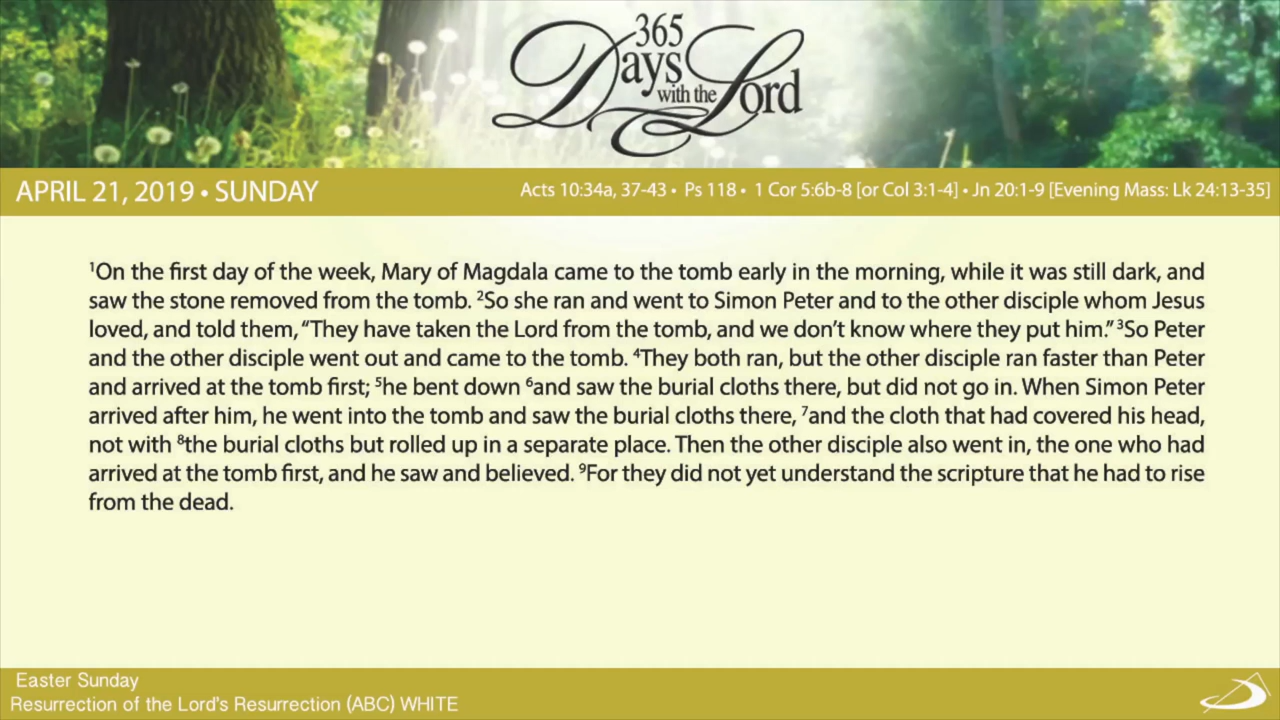 365
Days
with the Lord
APRIL 21, 2019 • SUNDAY
Acts 10:34a, 37-43 • Ps 118 • 1 Cor 5:6b-8 [or Col 3:1-4] • Jn 20:1-9 [Evening Mass: Lk 24:13-35]
¹On the first day of the week, Mary of Magdala came to the tomb early in the morning, while it was still dark, and
saw the stone removed from the tomb. ²So she ran and went to Simon Peter and to the other disciple whom Jesus
loved, and told them, “They have taken the Lord from the tomb, and we don’t know where they put him.” ³So Peter
and the other disciple went out and came to the tomb. ⁴They both ran, but the other disciple ran faster than Peter
and arrived at the tomb first; ⁵he bent down ⁶and saw the burial cloths there, but did not go in. When Simon Peter
arrived after him, he went into the tomb and saw the burial cloths there, ⁷and the cloth that had covered his head,
not with ⁸the burial cloths but rolled up in a separate place. Then the other disciple also went in, the one who had
arrived at the tomb first, and he saw and believed. ⁹For they did not yet understand the scripture that he had to rise
from the dead.
Easter Sunday
Resurrection of the Lord's Resurrection (ABC) WHITE